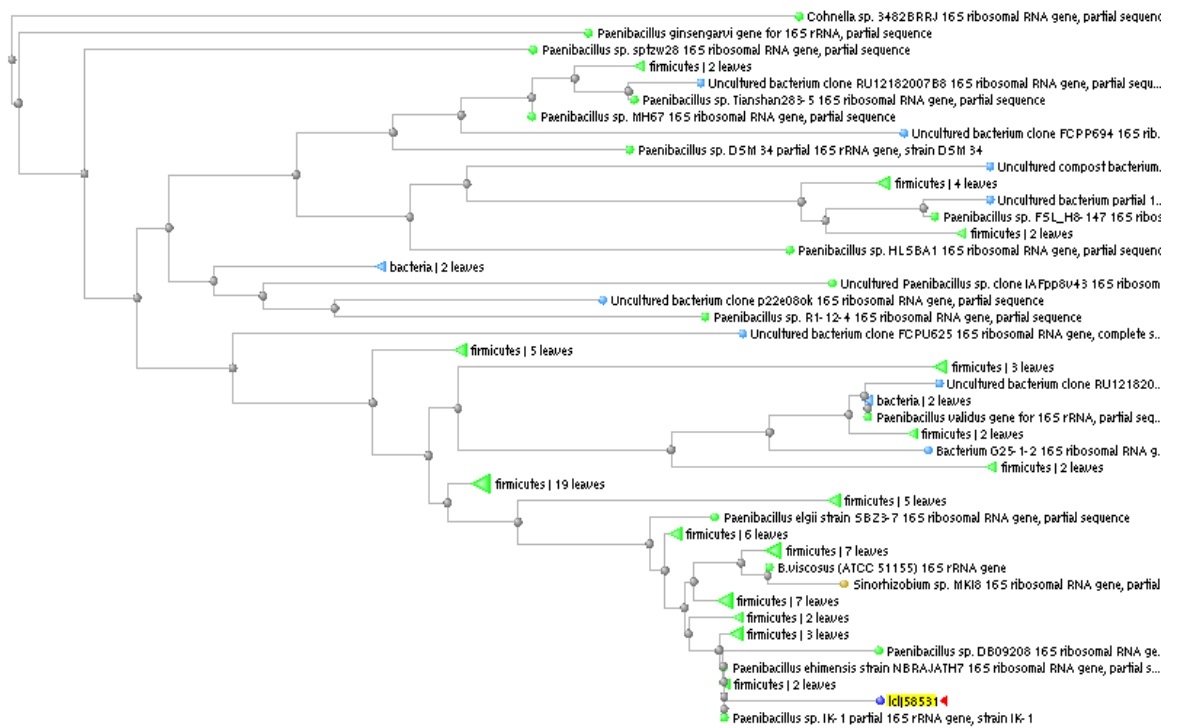 Cohnella sp. 3482BRRJ 16S ribosomal RNA gene, partial sequenc
Paenibacillus ginsengarvi gene for 16S rRNA, partial sequence
Paenibacillus sp. sptzw28 16S ribosomal RNA gene, partial sequence
firmicutes | 2 leaves
Uncultured bacterium clone RU12182007B8 16S ribosomal RNA gene, partial sequ...
Paenibacillus sp. Tianshan283-5 16S ribosomal RNA gene, partial sequence
Paenibacillus sp. MH67 16S ribosomal RNA gene, partial sequence
Uncultured bacterium clone FCPP694 16S rib.
Paenibacillus sp. DSM 34 partial 16S rRNA gene, strain DSM 34
Uncultured compost bacterium.
firmicutes | 4 leaves
Uncultured bacterium partial 1..
Paenibacillus sp. FSL_H8-147 16S ribos
firmicutes | 2 leaves
Paenibacillus sp. HLSBA1 16S ribosomal RNA gene, partial sequenc
bacteria | 2 leaves
Uncultured Paenibacillus sp. clone IAFpp8v43 16S ribosom
Uncultured bacterium clone p22e08ok 16S ribosomal RNA gene, partial sequence
Paenibacillus sp. R1-12-4 16S ribosomal RNA gene, partial sequence
Uncultured bacterium clone FCPU625 16S ribosomal RNA gene, complete s...
firmicutes | 5 leaves
firmicutes | 3 leaves
Uncultured bacterium clone RU121820..
bacteria | 2 leaves
Paenibacillus validus gene for 16S rRNA, partial seq..
firmicutes | 2 leaves
Bacterium G25-1-2 16S ribosomal RNA g.
firmicutes | 2 leaves
firmicutes | 19 leaves
firmicutes | 5 leaves
Paenibacillus elgii strain SBZ3-7 16S ribosomal RNA gene, partial sequence
firmicutes | 6 leaves
firmicutes | 7 leaves
B.viscosus (ATCC 51155) 16S rRNA gene
Sinorhizobium sp. MKI8 16S ribosomal RNA gene, partial
firmicutes | 7 leaves
firmicutes | 2 leaves
firmicutes | 3 leaves
Paenibacillus sp. DB09208 16S ribosomal RNA ge.
Paenibacillus ehimensis strain NBRAJATH7 16S ribosomal RNA gene, partial s...
firmicutes | 2 leaves
lcl|58531
Paenibacillus sp. IK-1 partial 16S rRNA gene, strain IK-1